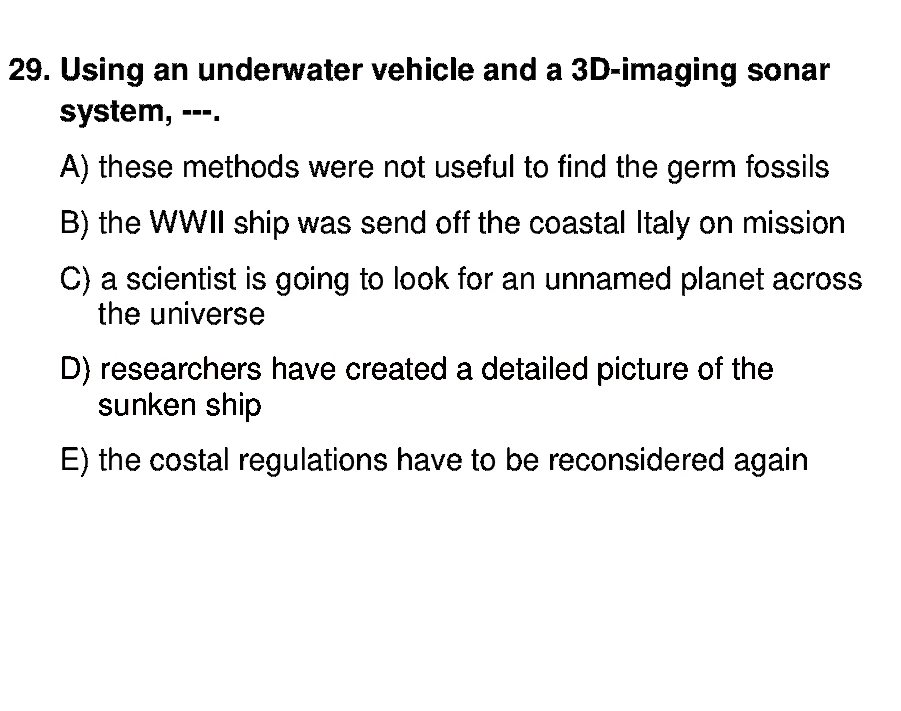 29. Using an underwater vehicle and a 3D-imaging sonar
system, ---.
A) these methods were not useful to find the germ fossils
B) the WWII ship was send off the coastal Italy on mission
C) a scientist is going to look for an unnamed planet across
the universe
D) researchers have created a detailed picture of the
sunken ship
E) the costal regulations have to be reconsidered again